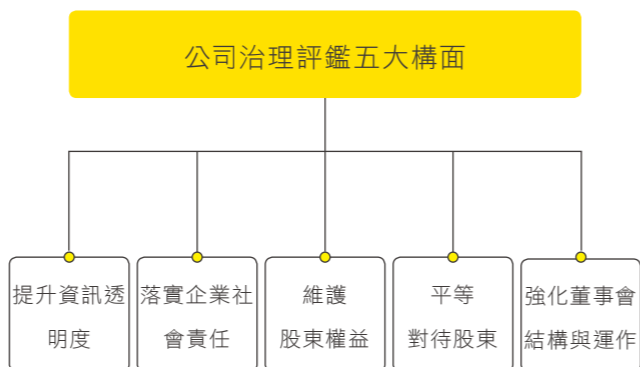 公司治理評鑑五大構面
提升資訊透
明度
落實企業社
會責任
維護
股東權益
平等
對待股東
強化董事會
結構與運作